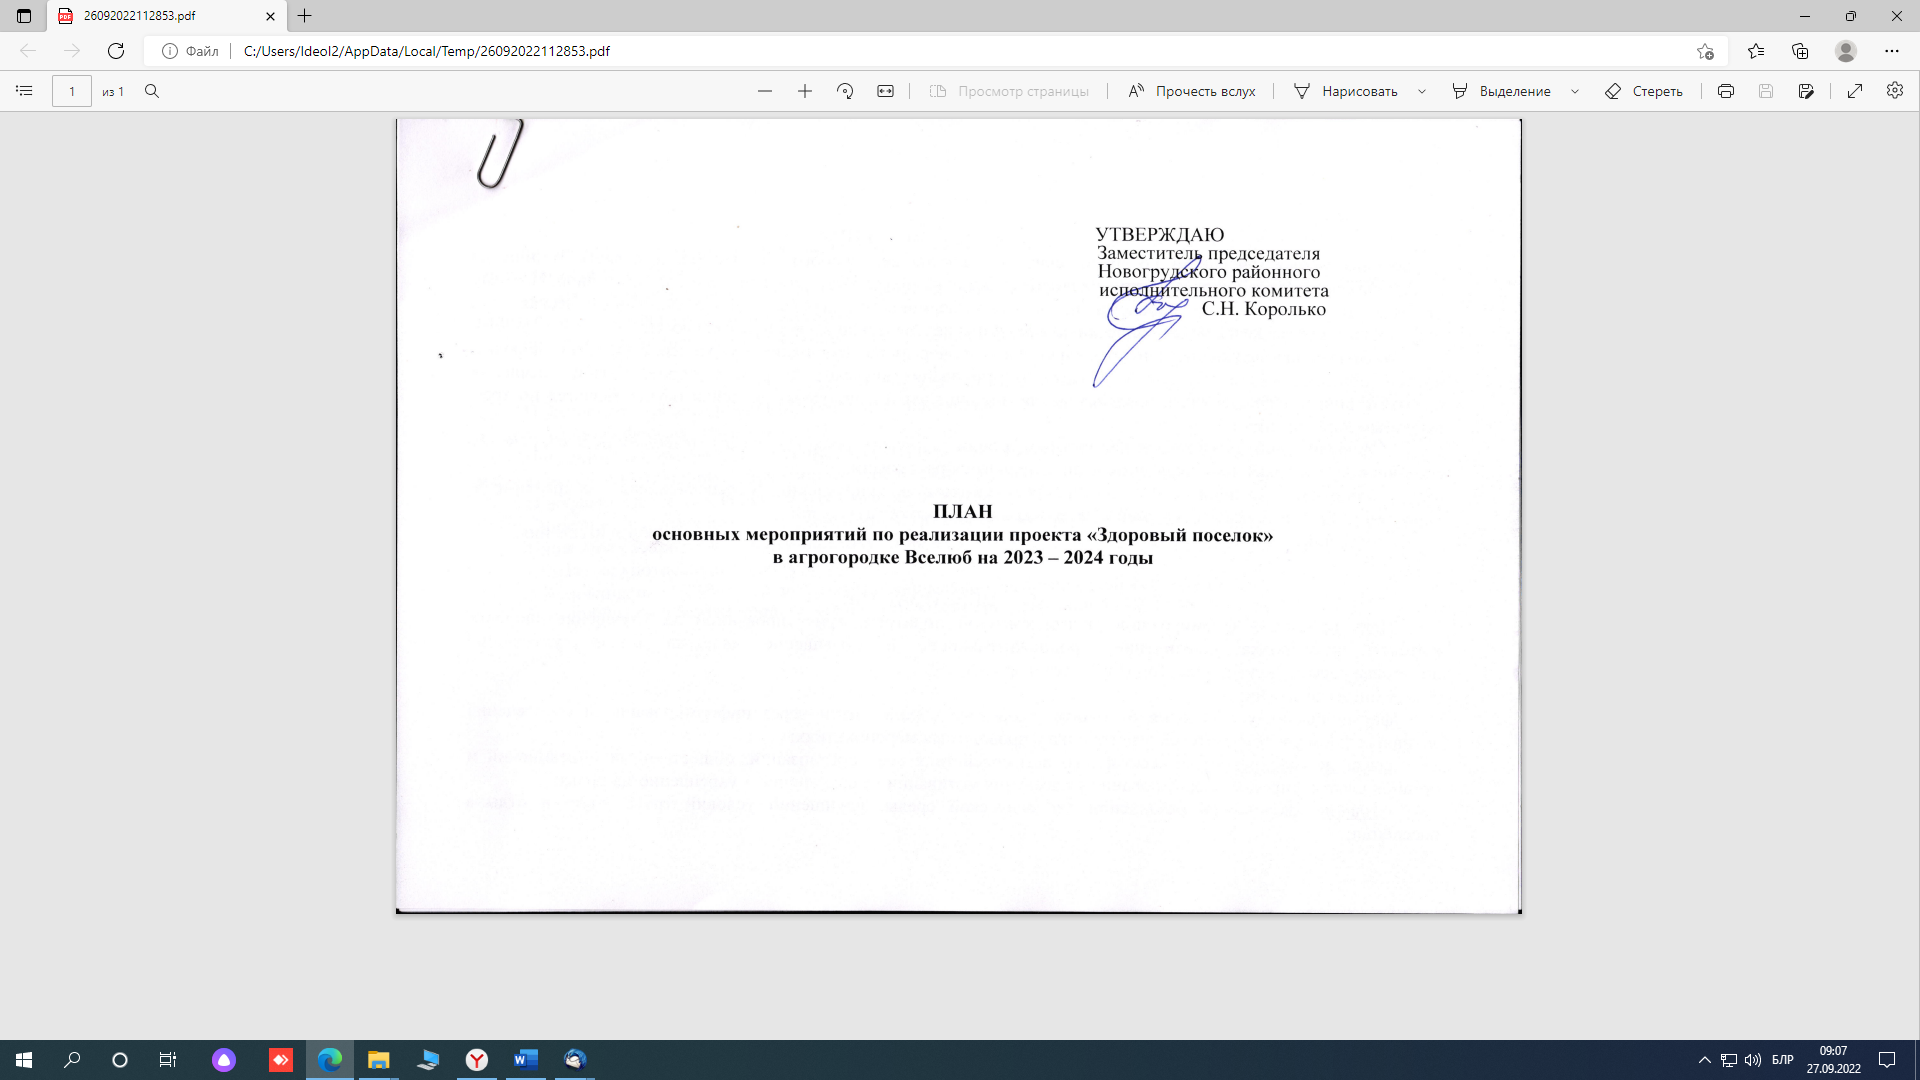 26092022112853.pdf
Файл
C:/Users/Ideol2/AppData/Local/Temp/26092022112853.pdf
1 из 1
Просмотр страницы
Прочесть вслух
Нарисовать
Выделение
Стереть
УТВЕРЖДАЮ
Заместитель председателя
Новогрудского районного
исполнительного комитета
С.Н. Королько
ПЛАН
основных мероприятий по реализации проекта «Здоровый поселок»
в агрогородке Вселюб на 2023 – 2024 годы
БЛР
09:07
27.09.2022